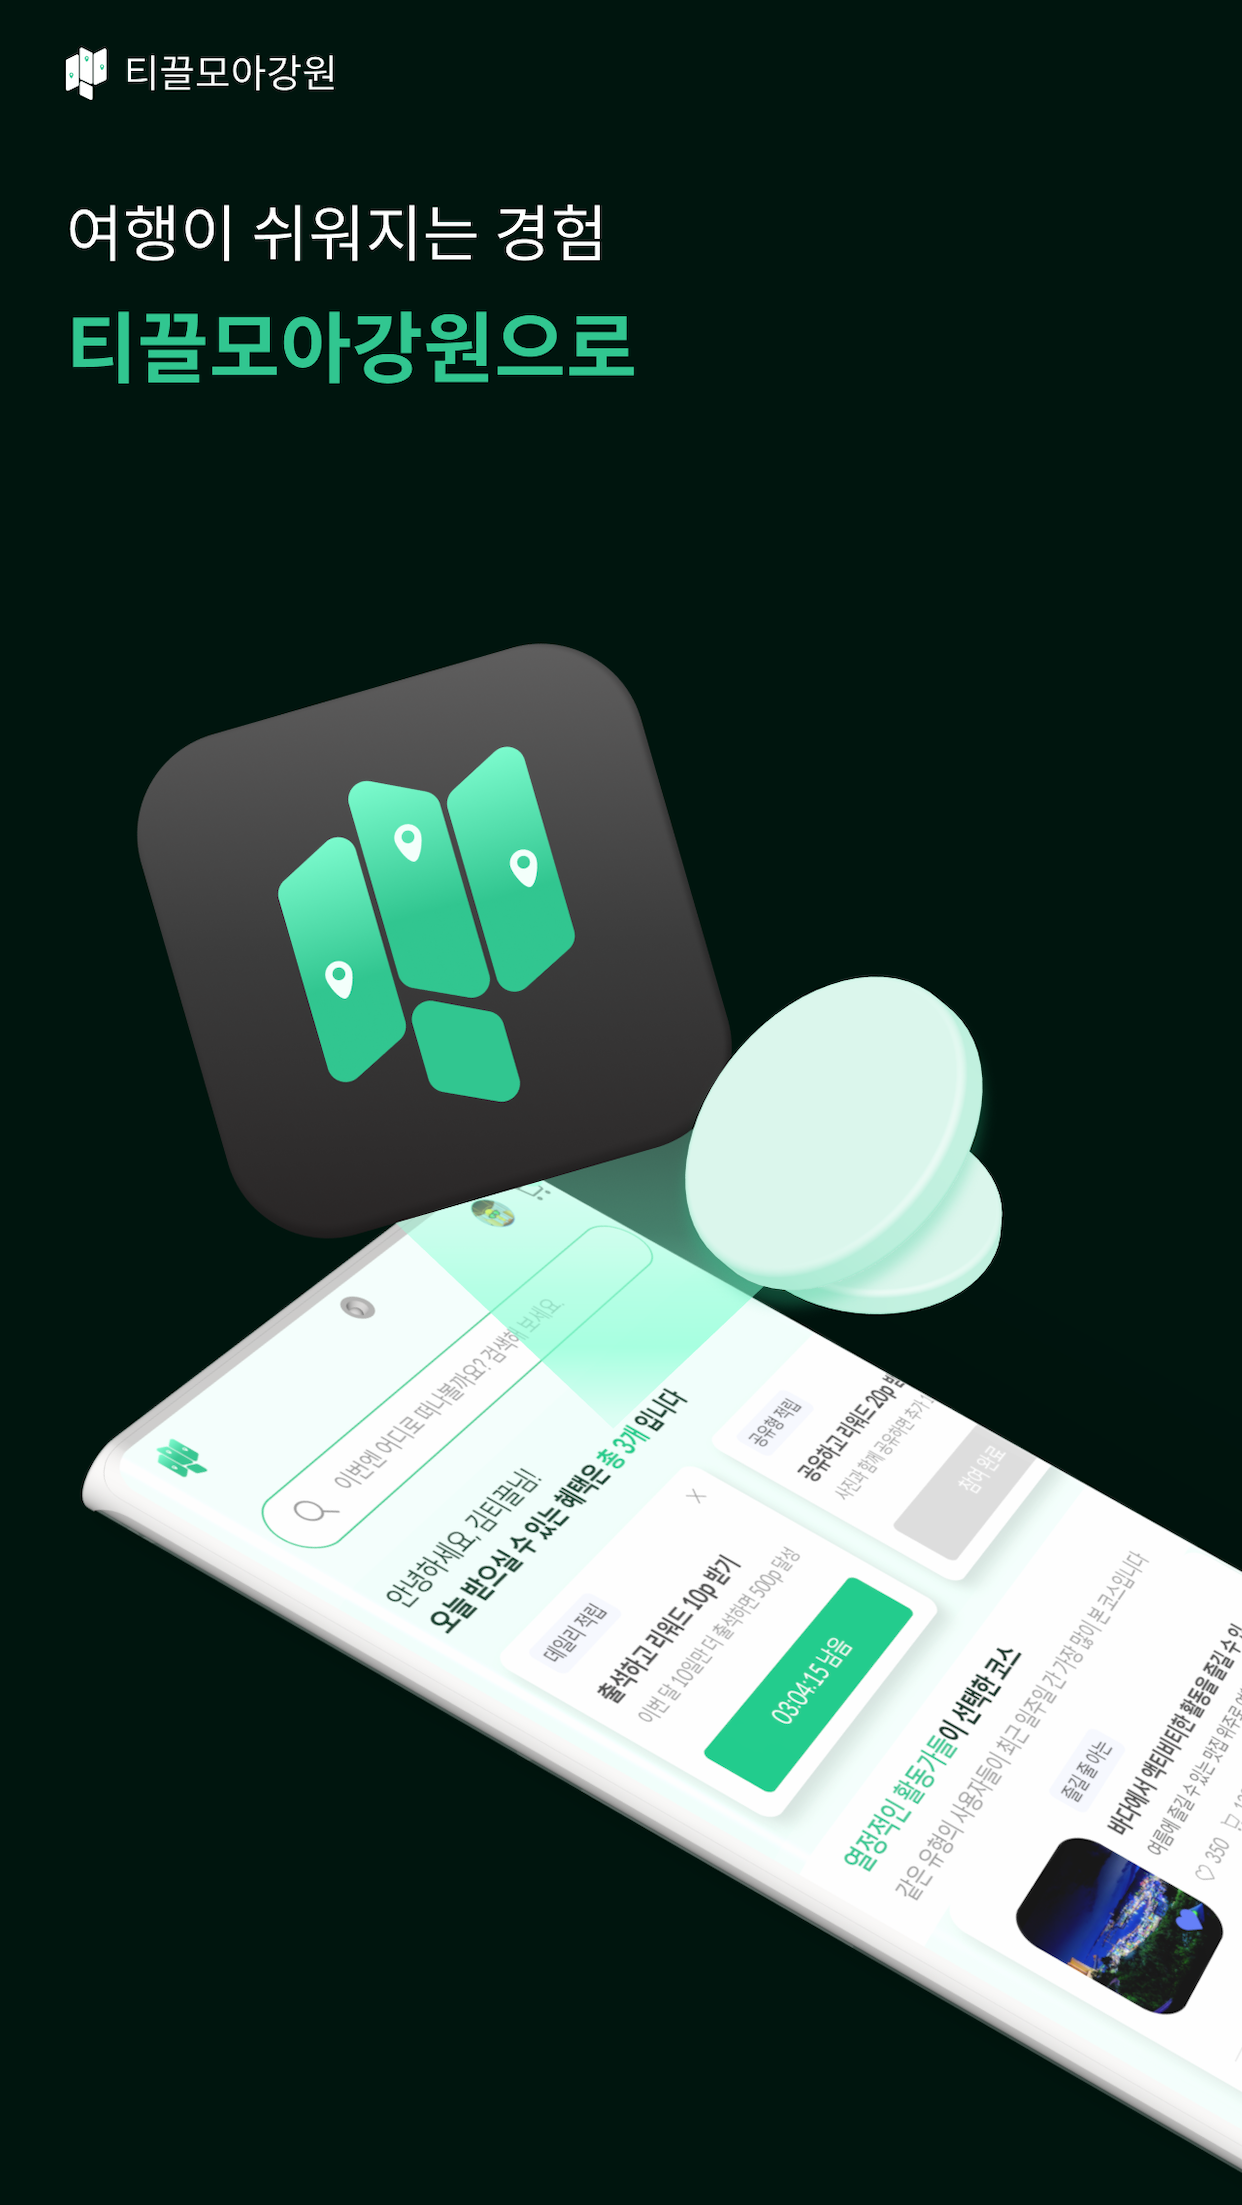 티끌모아강원
여행이 쉬워지는 경험
티끌모아강원으로
이번엔 어디로 떠나볼까요? 검색해 보세요.
안녕하세요, 김티끌님!
오늘 받으실 수 있는 혜택은 총 3개 입니다
데일리 적립
X
출석하고 리워드 10p 받기
이번 달 10일만 더 출석하면 500p 달성
03:04:15 남음
공유형 적립
공유하고 리워드 20p
사진과 함께 공유하면 추가
참여 완료
열정적인 활동가들이 선택한 코스
같은 유형의 사용자들이 최근 일주일 간 가장 많이 본 코스입니다
즐길 줄 아는
바다에서 액티비티한 활동을 즐길 수 있
여름에 즐길 수 있는 맛집 위주로
350